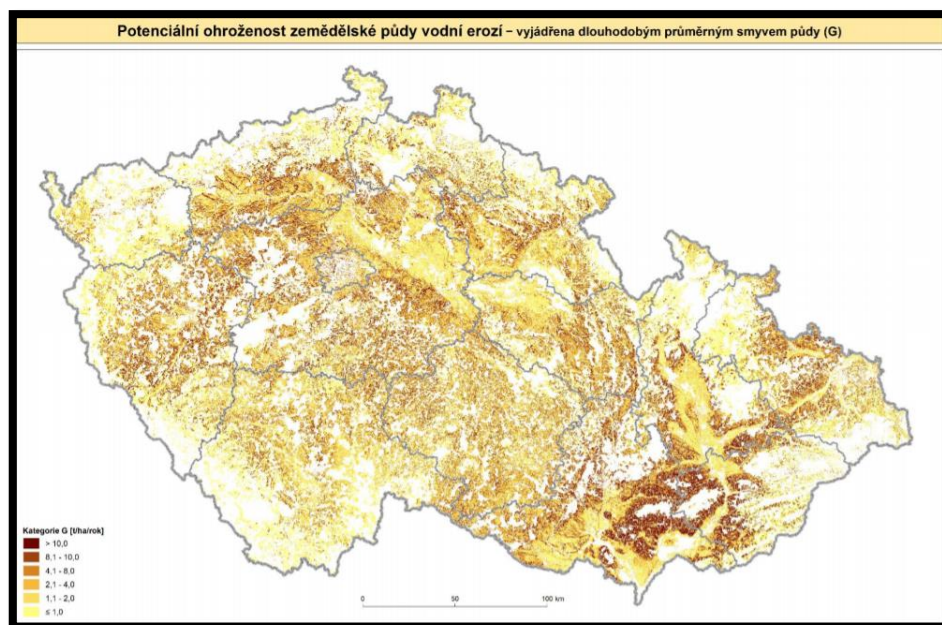 Potenciální ohroženost zemědělské půdy vodní erozí – vyjádřena dlouhodobým průměrným smyvem půdy (G)
Kategorie G [t/ha/rok]
> 10,0
8,1 - 10,0
4,1 - 8,0
2,1 - 4,0
1,1 - 2,0
≤ 1,0
0 50 100 km